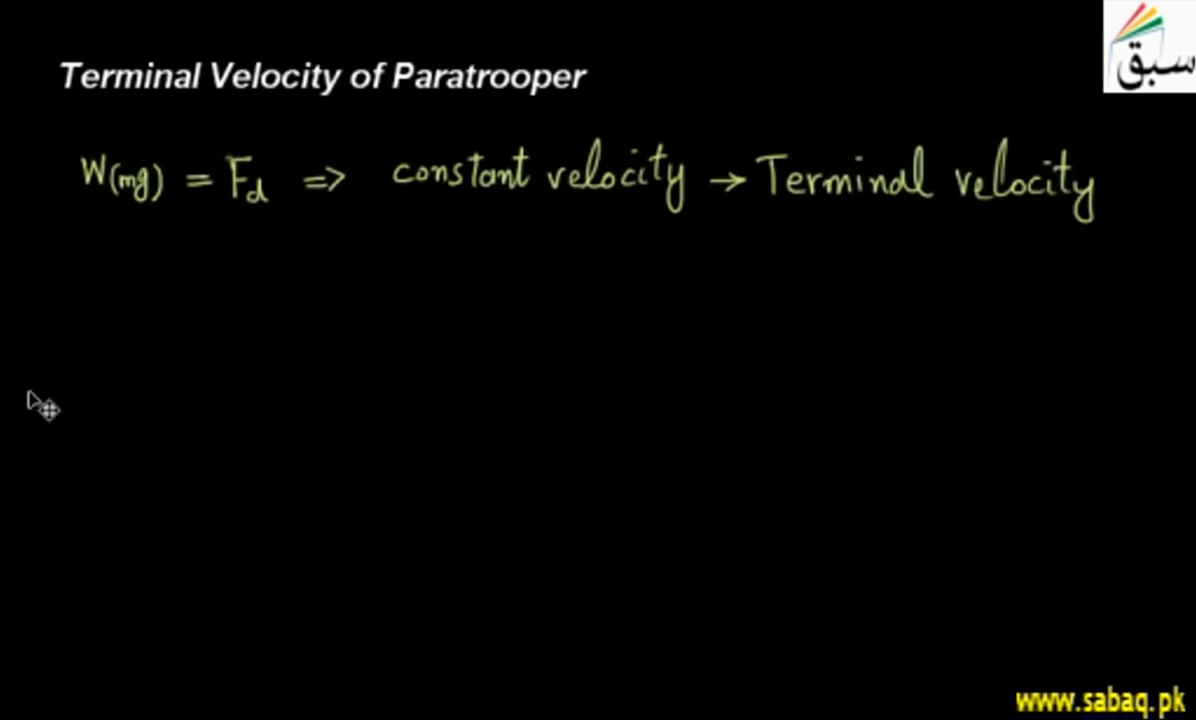 سبق
Terminal Velocity of Paratrooper
W(mg) = Fd => constant velocity → Terminal velocity
www.sabaq.pk